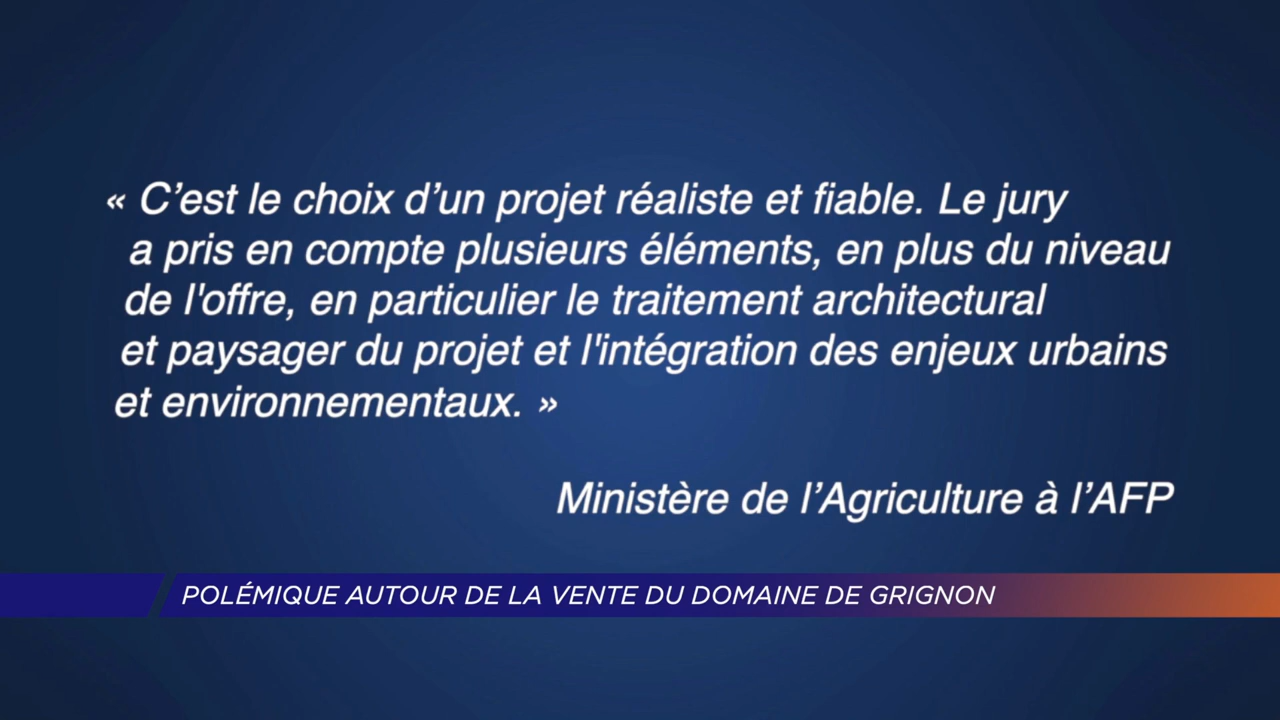 « C’est le choix d’un projet réaliste et fiable. Le jury
a pris en compte plusieurs éléments, en plus du niveau
de l'offre, en particulier le traitement architectural
et paysager du projet et l'intégration des enjeux urbains
et environnementaux. »
Ministère de l’Agriculture à l’AFP
POLÉMIQUE AUTOUR DE LA VENTE DU DOMAINE DE GRIGNON